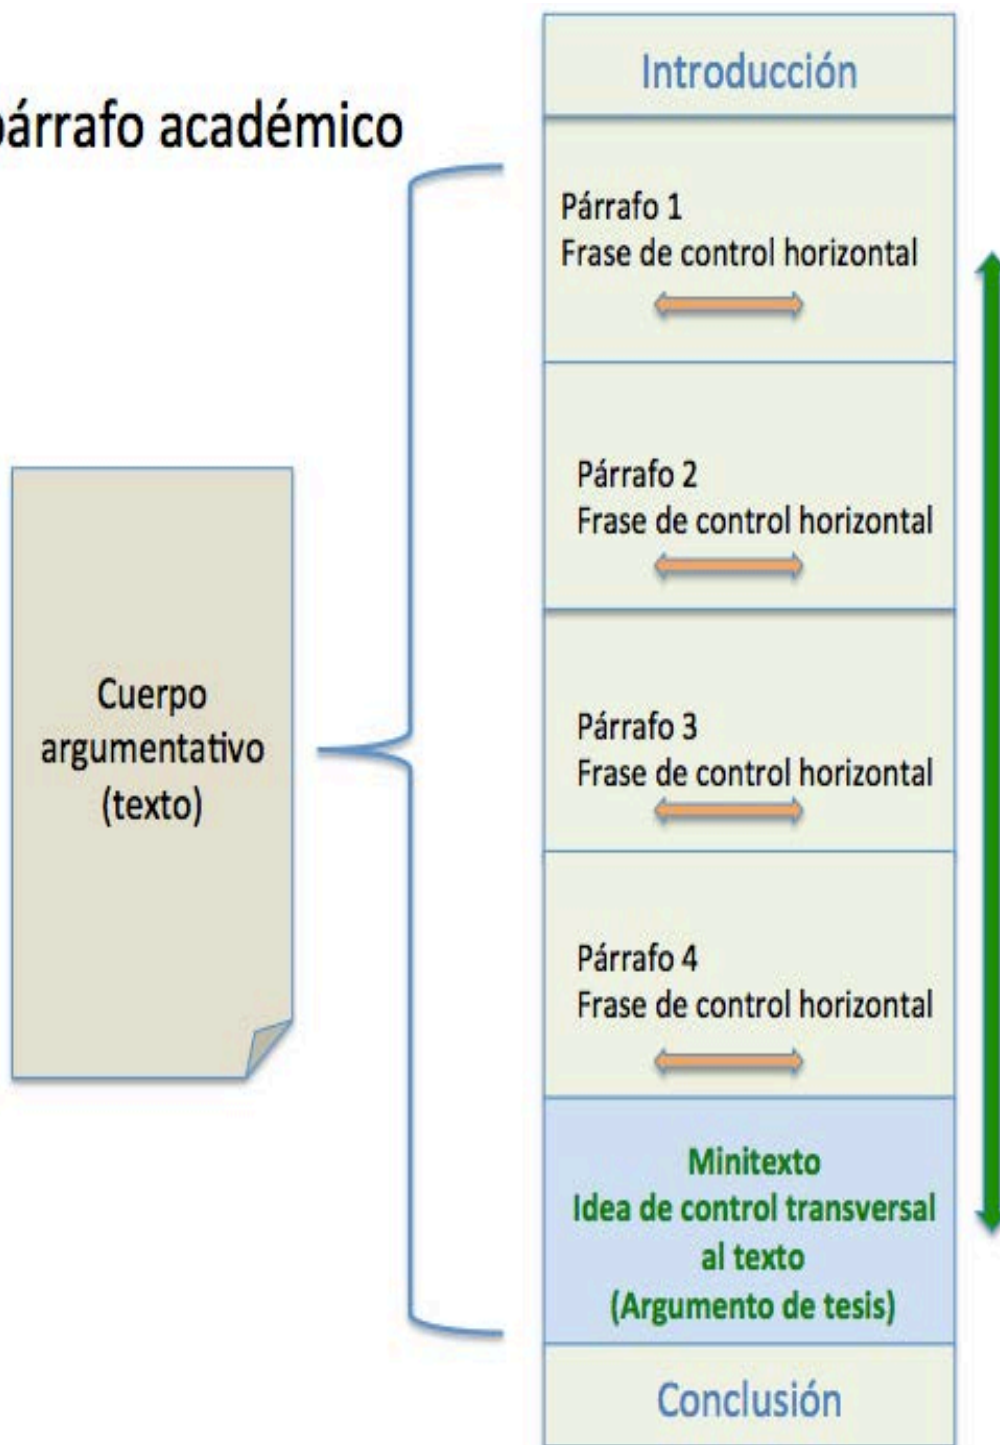 párrafo académico
Introducción
Párrafo 1
Frase de control horizontal
Párrafo 2
Frase de control horizontal
Cuerpo
argumentativo
(texto)
Párrafo 3
Frase de control horizontal
Párrafo 4
Frase de control horizontal
Minitexto
Idea de control transversal
al texto
(Argumento de tesis)
Conclusión